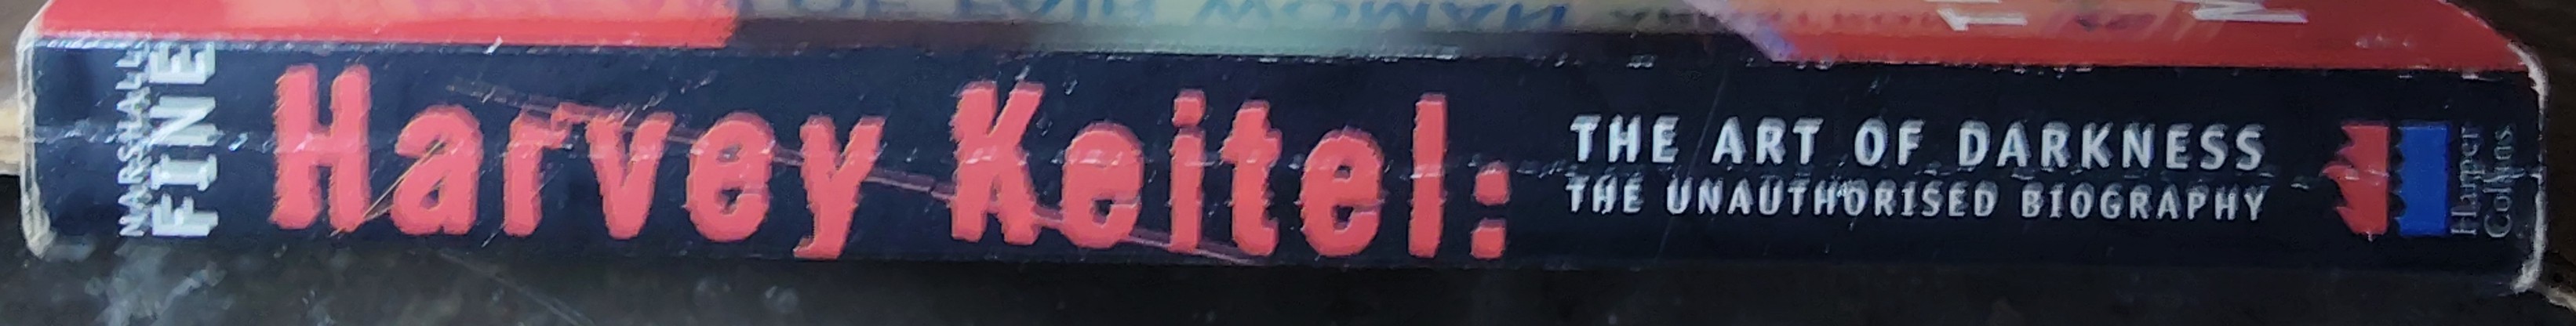 MARSHALL
FINE
Harvey Keitel:
THE ART OF DARKNESS
THE UNAUTHORISED BIOGRAPHY
Harper
Collins